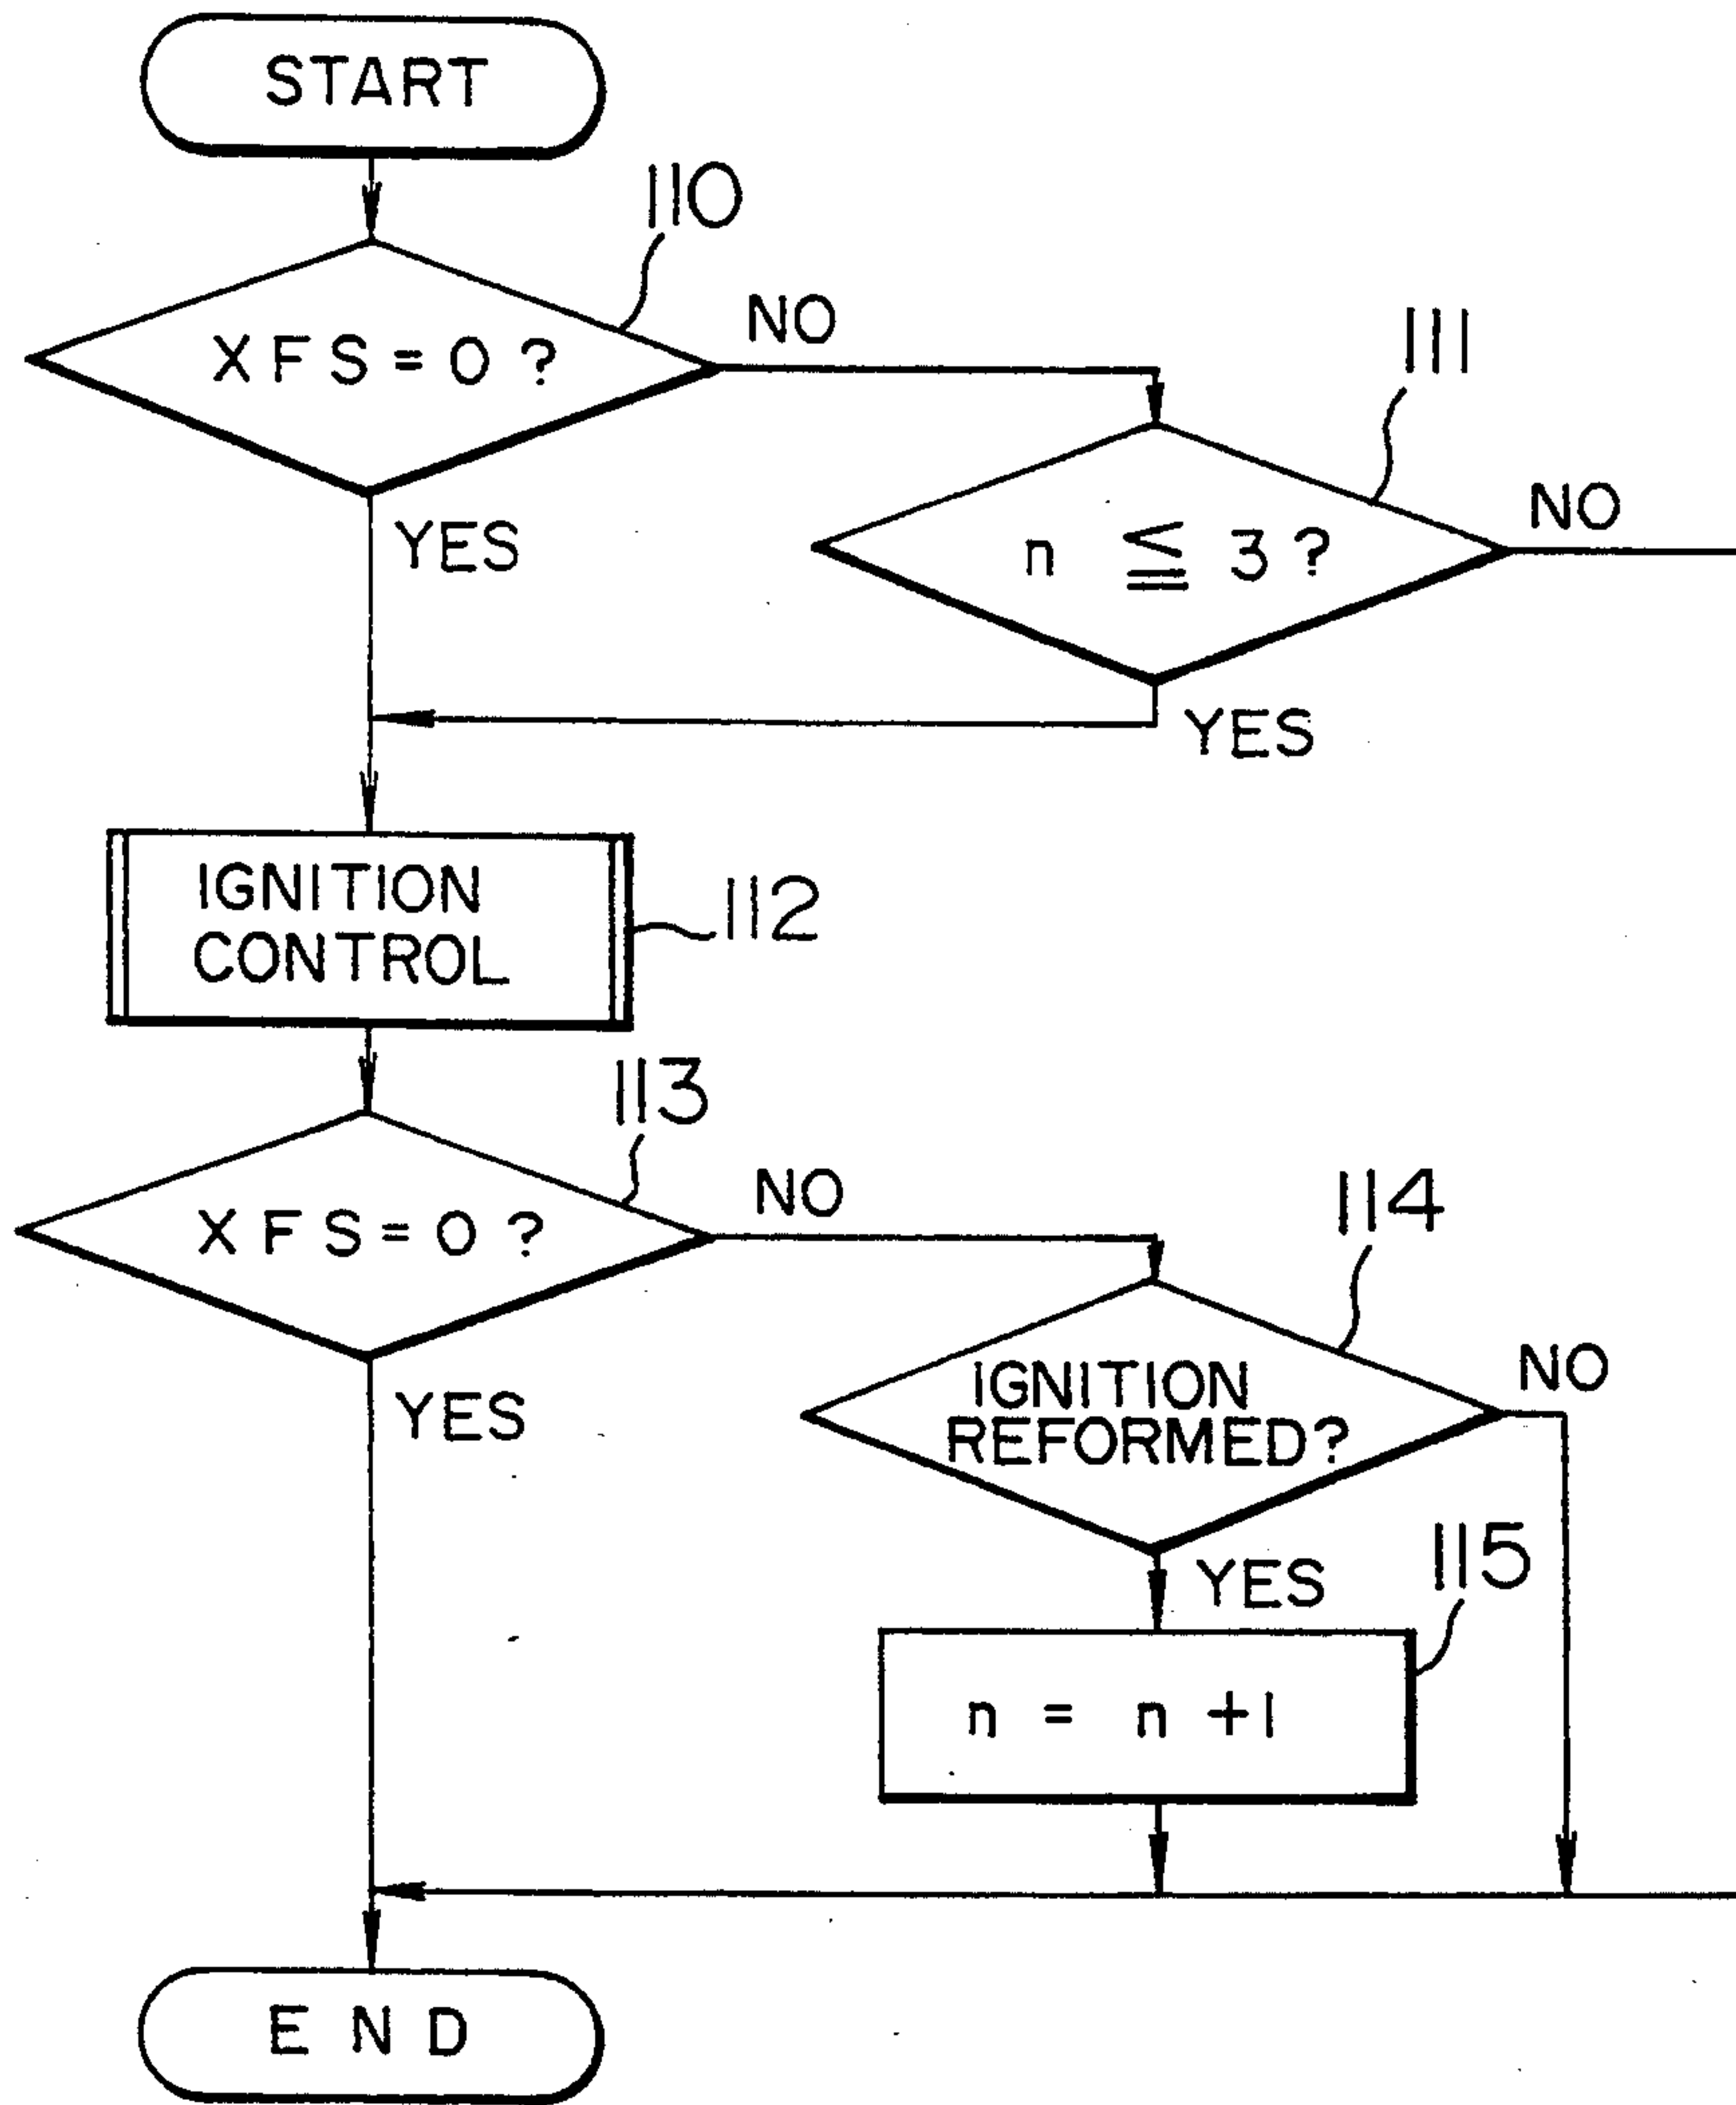 START
110
XFS=0?
NO
111
YES
n ≦ 3?
NO
YES
IGNITION
CONTROL
112
113
XFS=0?
NO
114
YES
IGNITION
REFORMED?
NO
YES
115
n = n +1
END